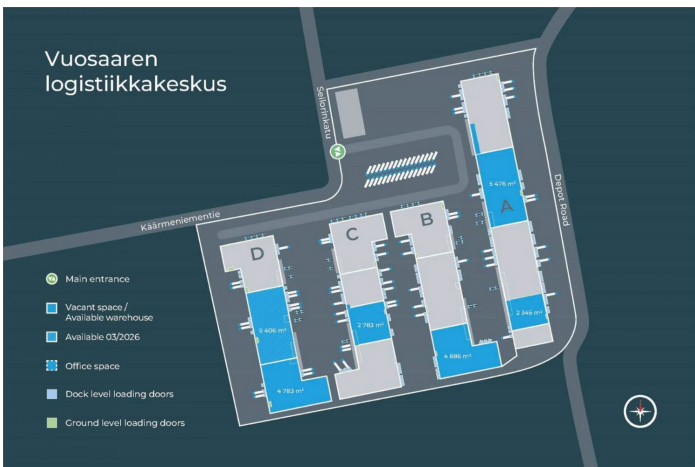 Vuosaaren
logistiikkakeskus
Seilorinkatu
Käärmeniementie
Depot Road
D
C
B
A
5 476 m²
5 406 m²
2 783 m²
2 346 m²
4 886 m²
4 783 m²
Main entrance
Vacant space /
Available warehouse
Available 03/2026
Office space
Dock level loading doors
Ground level loading doors